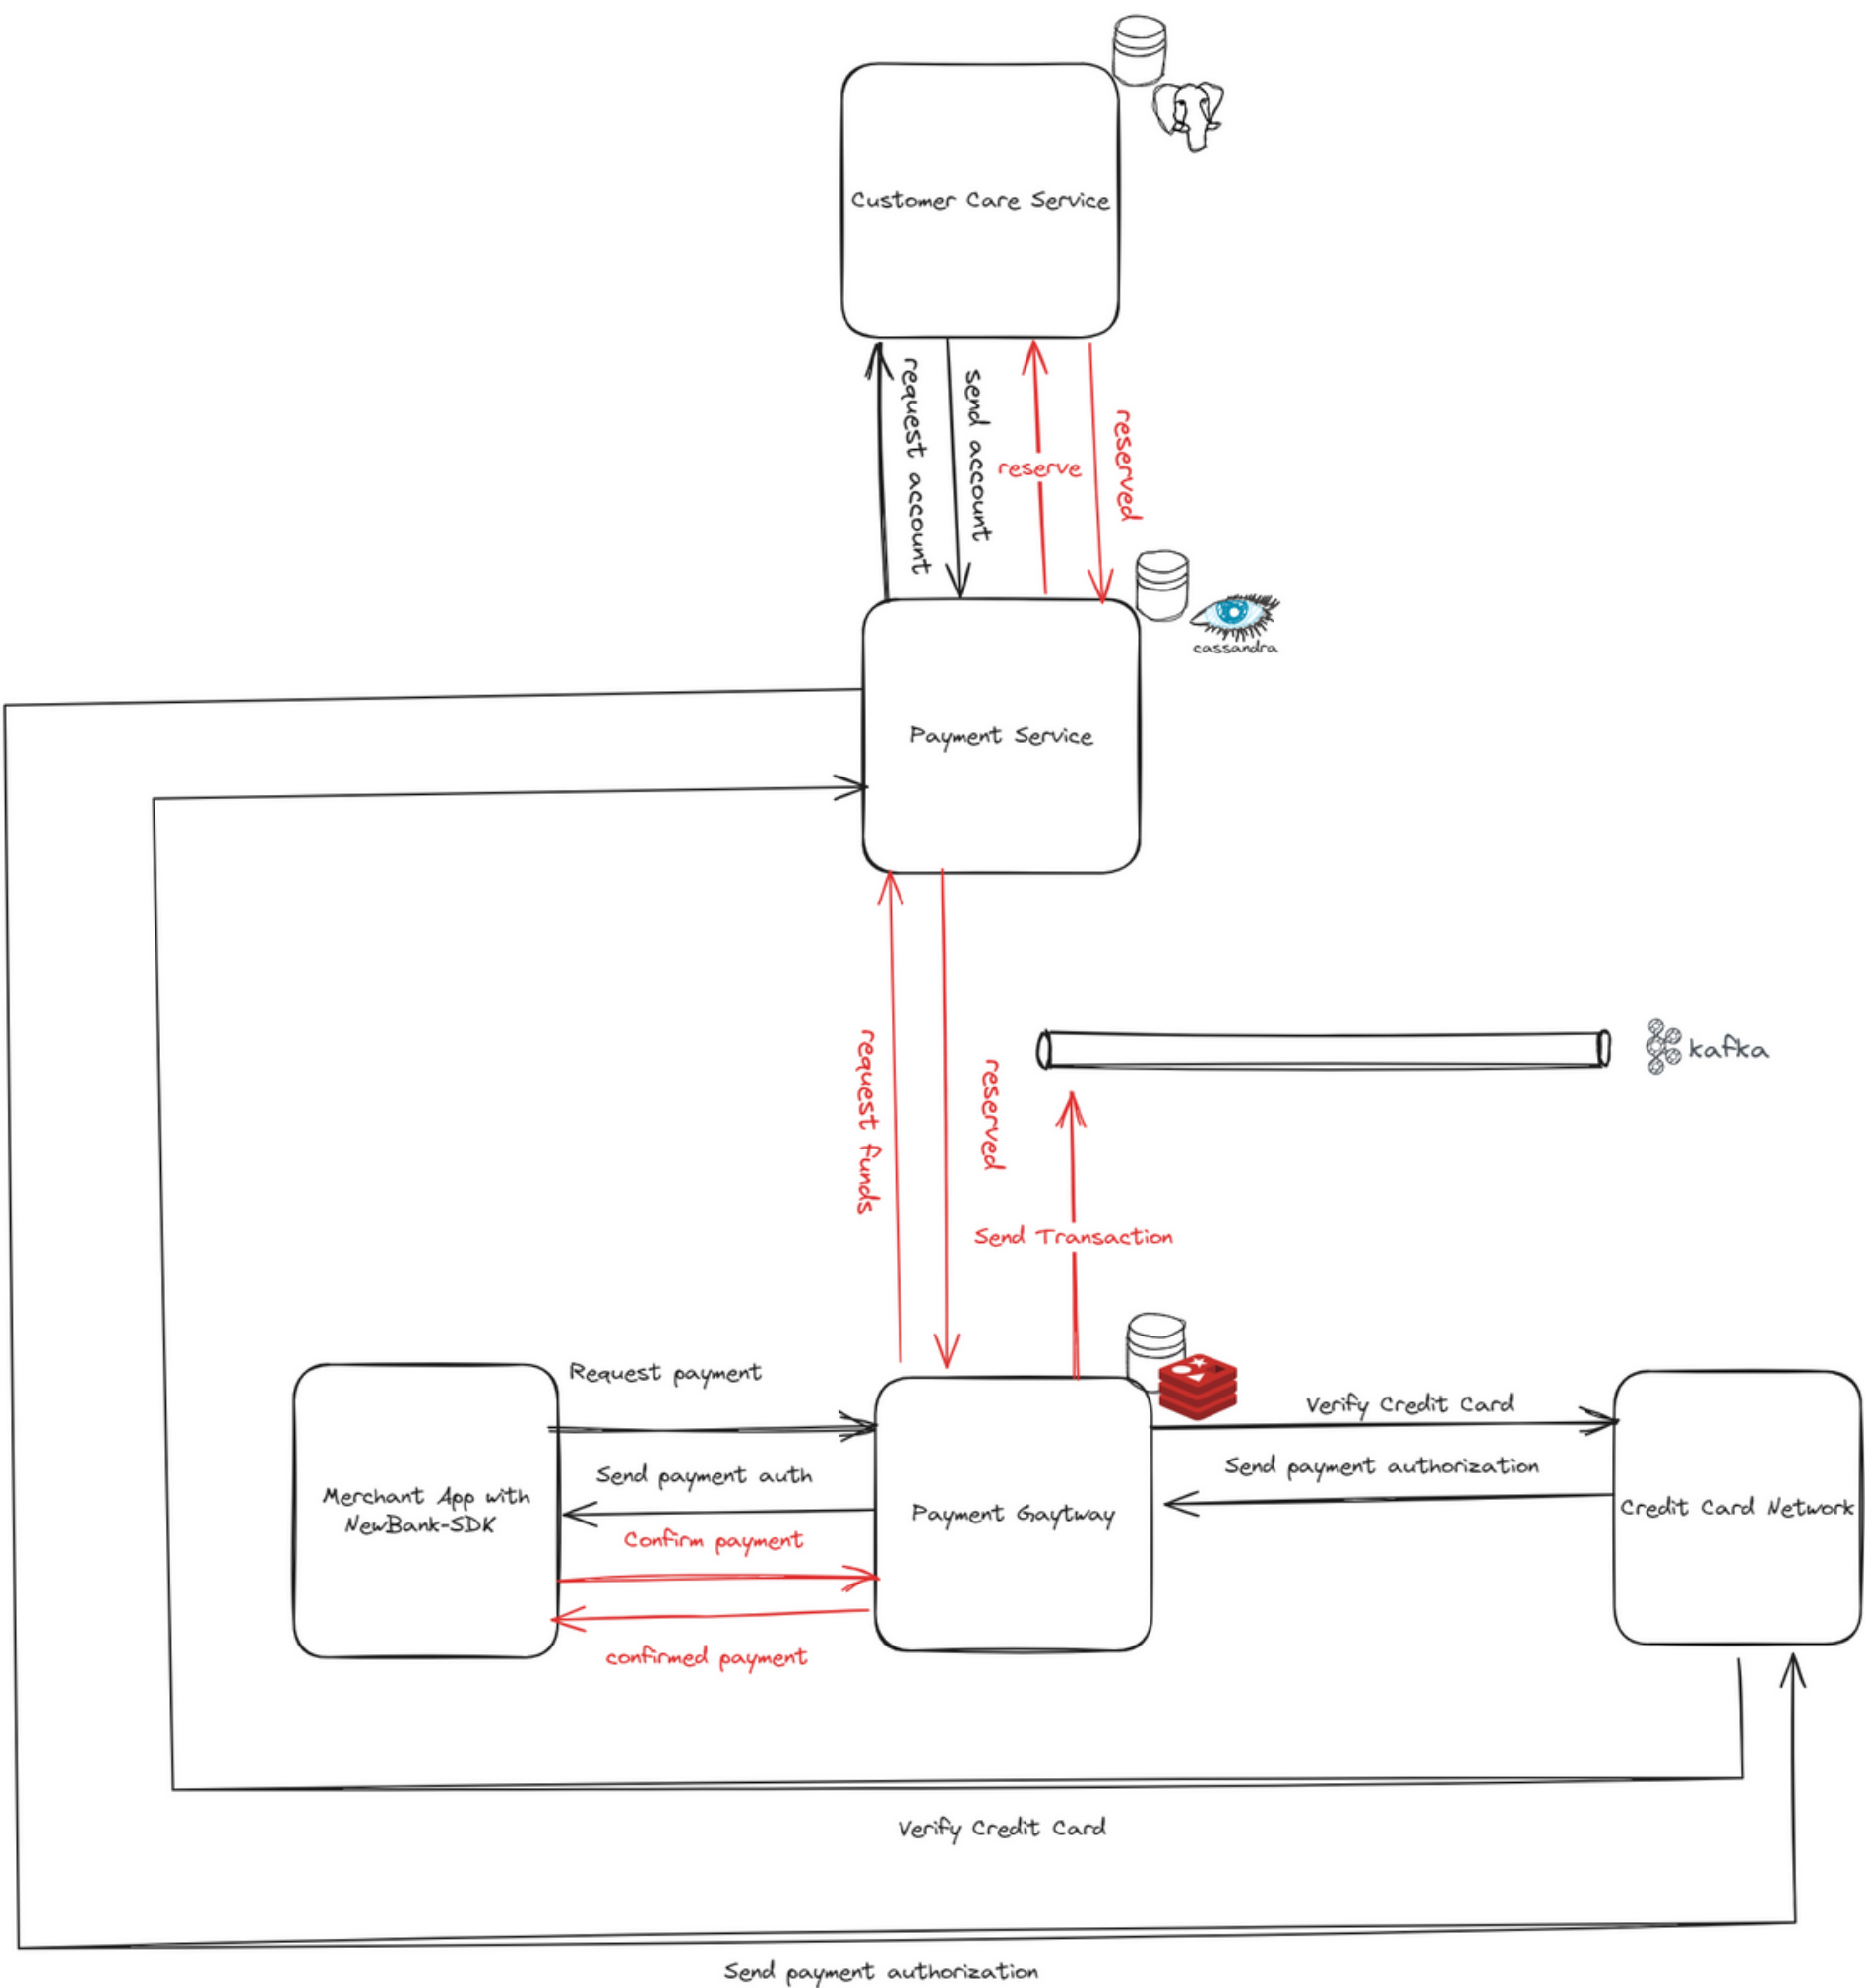 Customer Care Service
request account
send account
reserve
reserved
cassandra
Payment Service
kafka
request funds
reserved
Send Transaction
Request payment
Verify Credit Card
Send payment auth
Send payment authorization
Merchant App with
NewBank-SDK
Payment Gaytway
Credit Card Network
Confirm payment
confirmed payment
Verify Credit Card
Send payment authorization